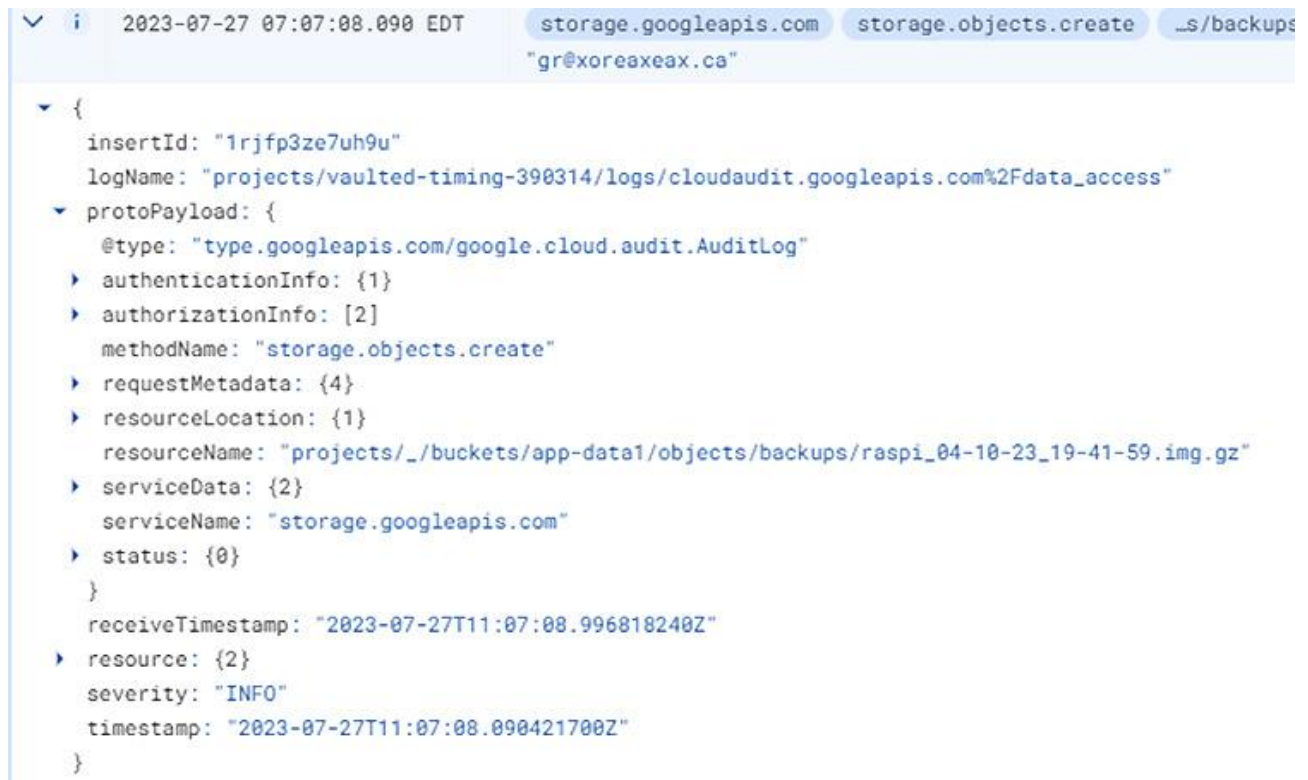 i 2023-07-27 07:07:08.090 EDT storage.googleapis.com storage.objects.create …s/backups
"gr@xoreaxeax.ca"
{
insertId: "1rjfp3ze7uh9u"
logName: "projects/vaulted-timing-390314/logs/cloudaudit.googleapis.com%2Fdata_access"
protoPayload: {
@type: "type.googleapis.com/google.cloud.audit.AuditLog"
authenticationInfo: {1}
authorizationInfo: [2]
methodName: "storage.objects.create"
requestMetadata: {4}
resourceLocation: {1}
resourceName: "projects/_/buckets/app-data1/objects/backups/raspi_04-10-23_19-41-59.img.gz"
serviceData: {2}
serviceName: "storage.googleapis.com"
status: {0}
}
receiveTimestamp: "2023-07-27T11:07:08.996818240Z"
resource: {2}
severity: "INFO"
timestamp: "2023-07-27T11:07:08.090421700Z"
}